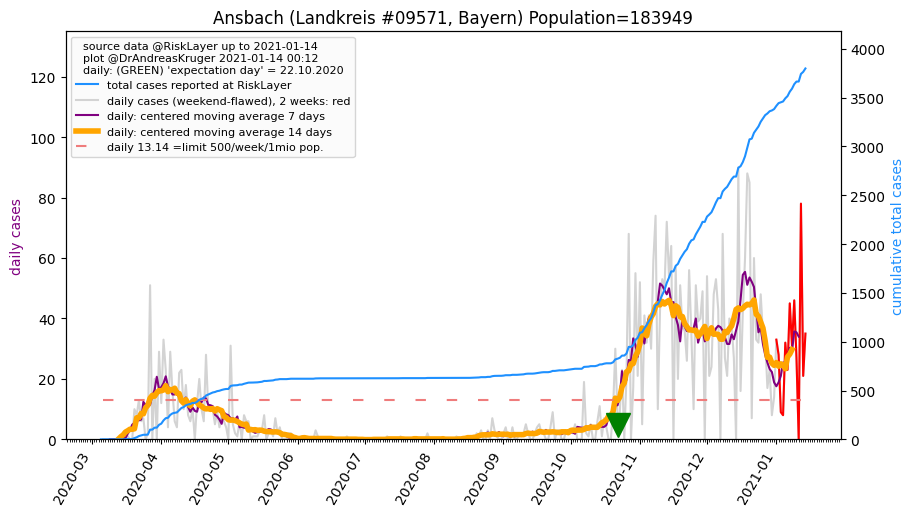 Ansbach (Landkreis #09571, Bayern) Population=183949
source data @RiskLayer up to 2021-01-14
plot @DrAndreasKruger 2021-01-14 00:12
daily: (GREEN) 'expectation day' = 22.10.2020
total cases reported at RiskLayer
daily cases (weekend-flawed), 2 weeks: red
daily: centered moving average 7 days
daily: centered moving average 14 days
daily 13.14 =limit 500/week/1mio pop.
daily cases
120
100
80
60
40
20
0
cumulative total cases
4000
3500
3000
2500
2000
1500
1000
500
0
2020-03
2020-04
2020-05
2020-06
2020-07
2020-08
2020-09
2020-10
2020-11
2020-12
2021-01